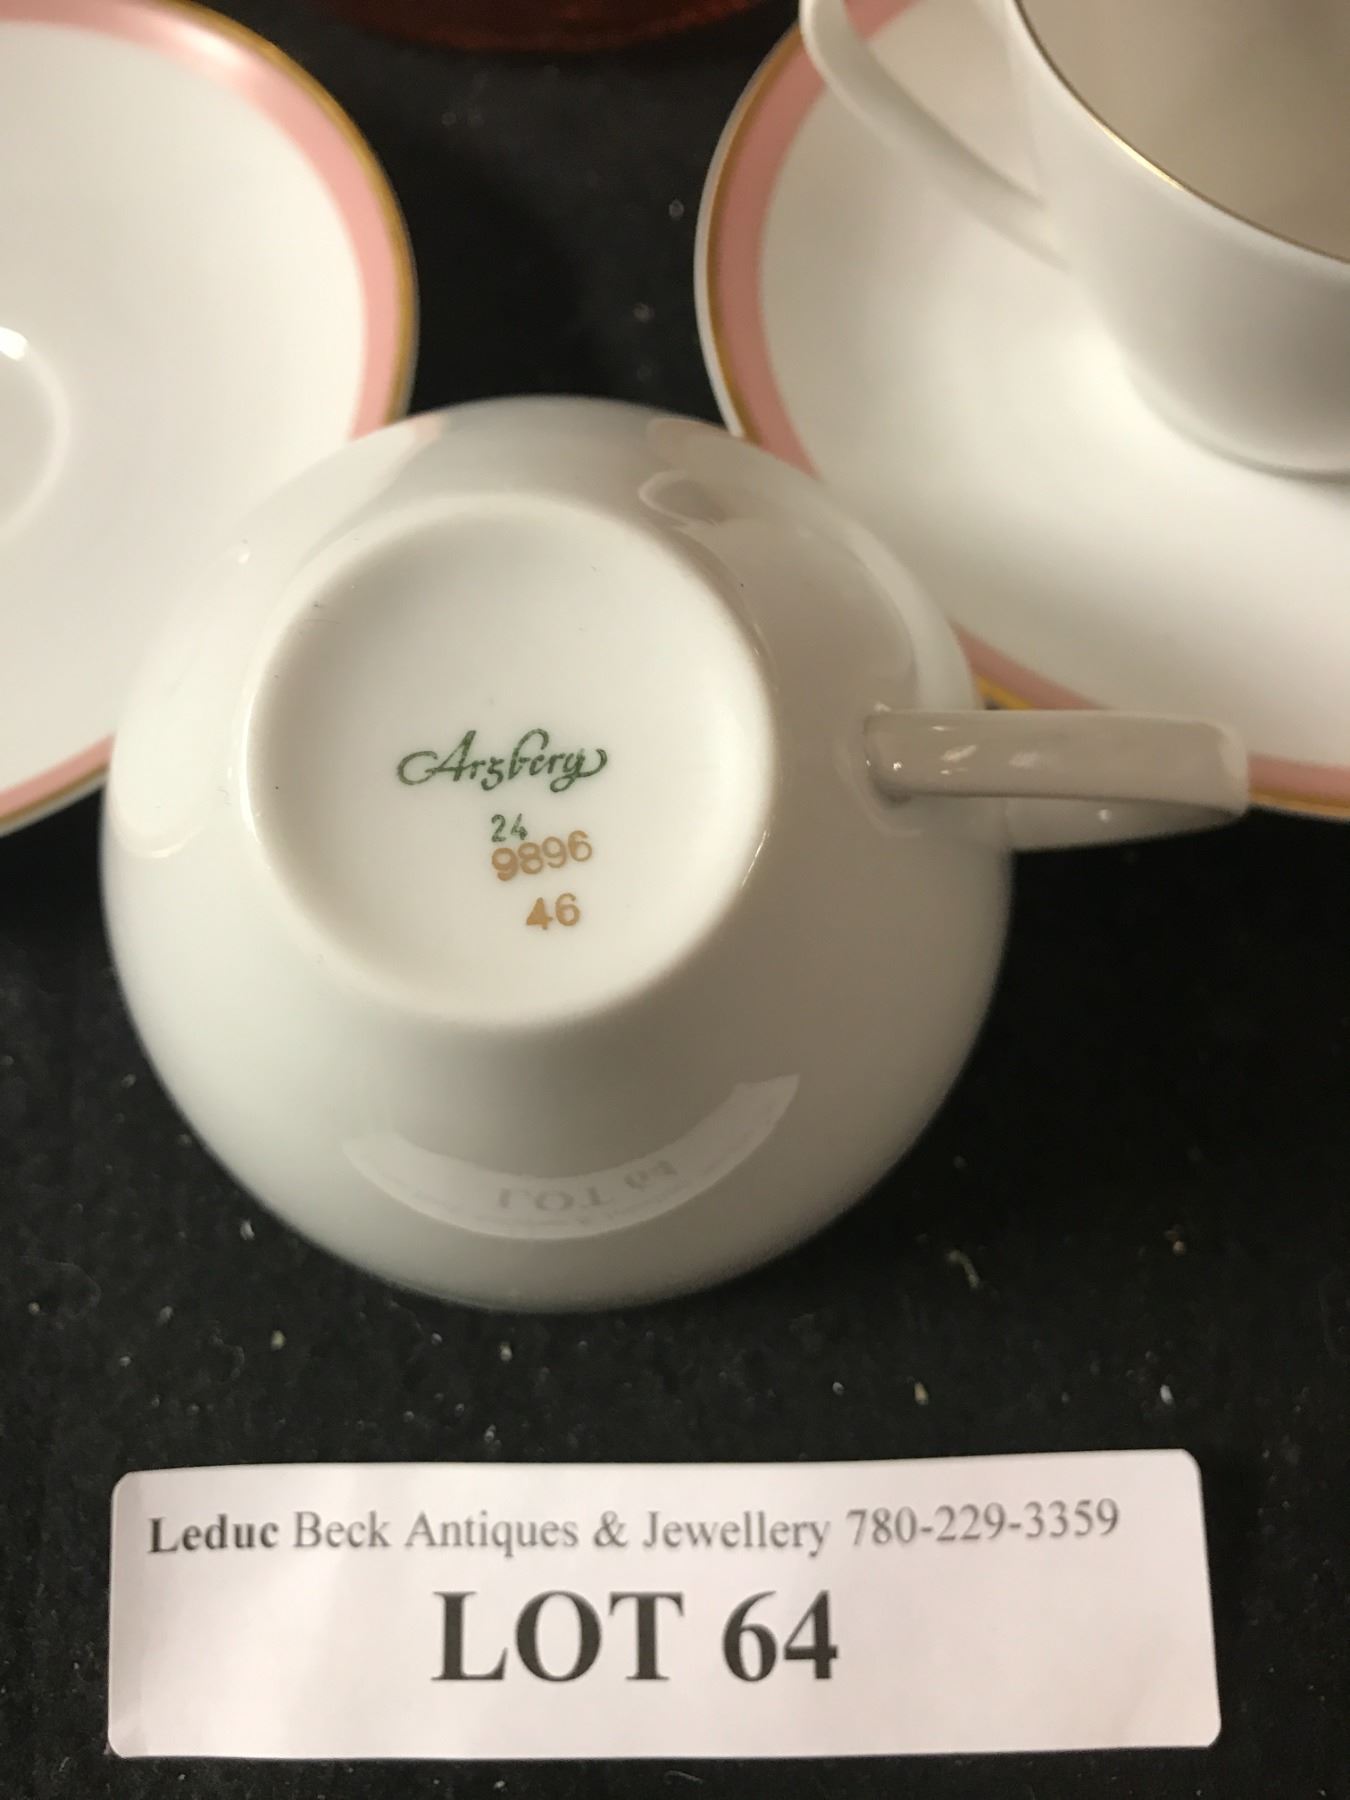 Arzberg
24
9896
46
LOT 64
Leduc Beck Antiques & Jewellery 780-229-3359
LOT 64